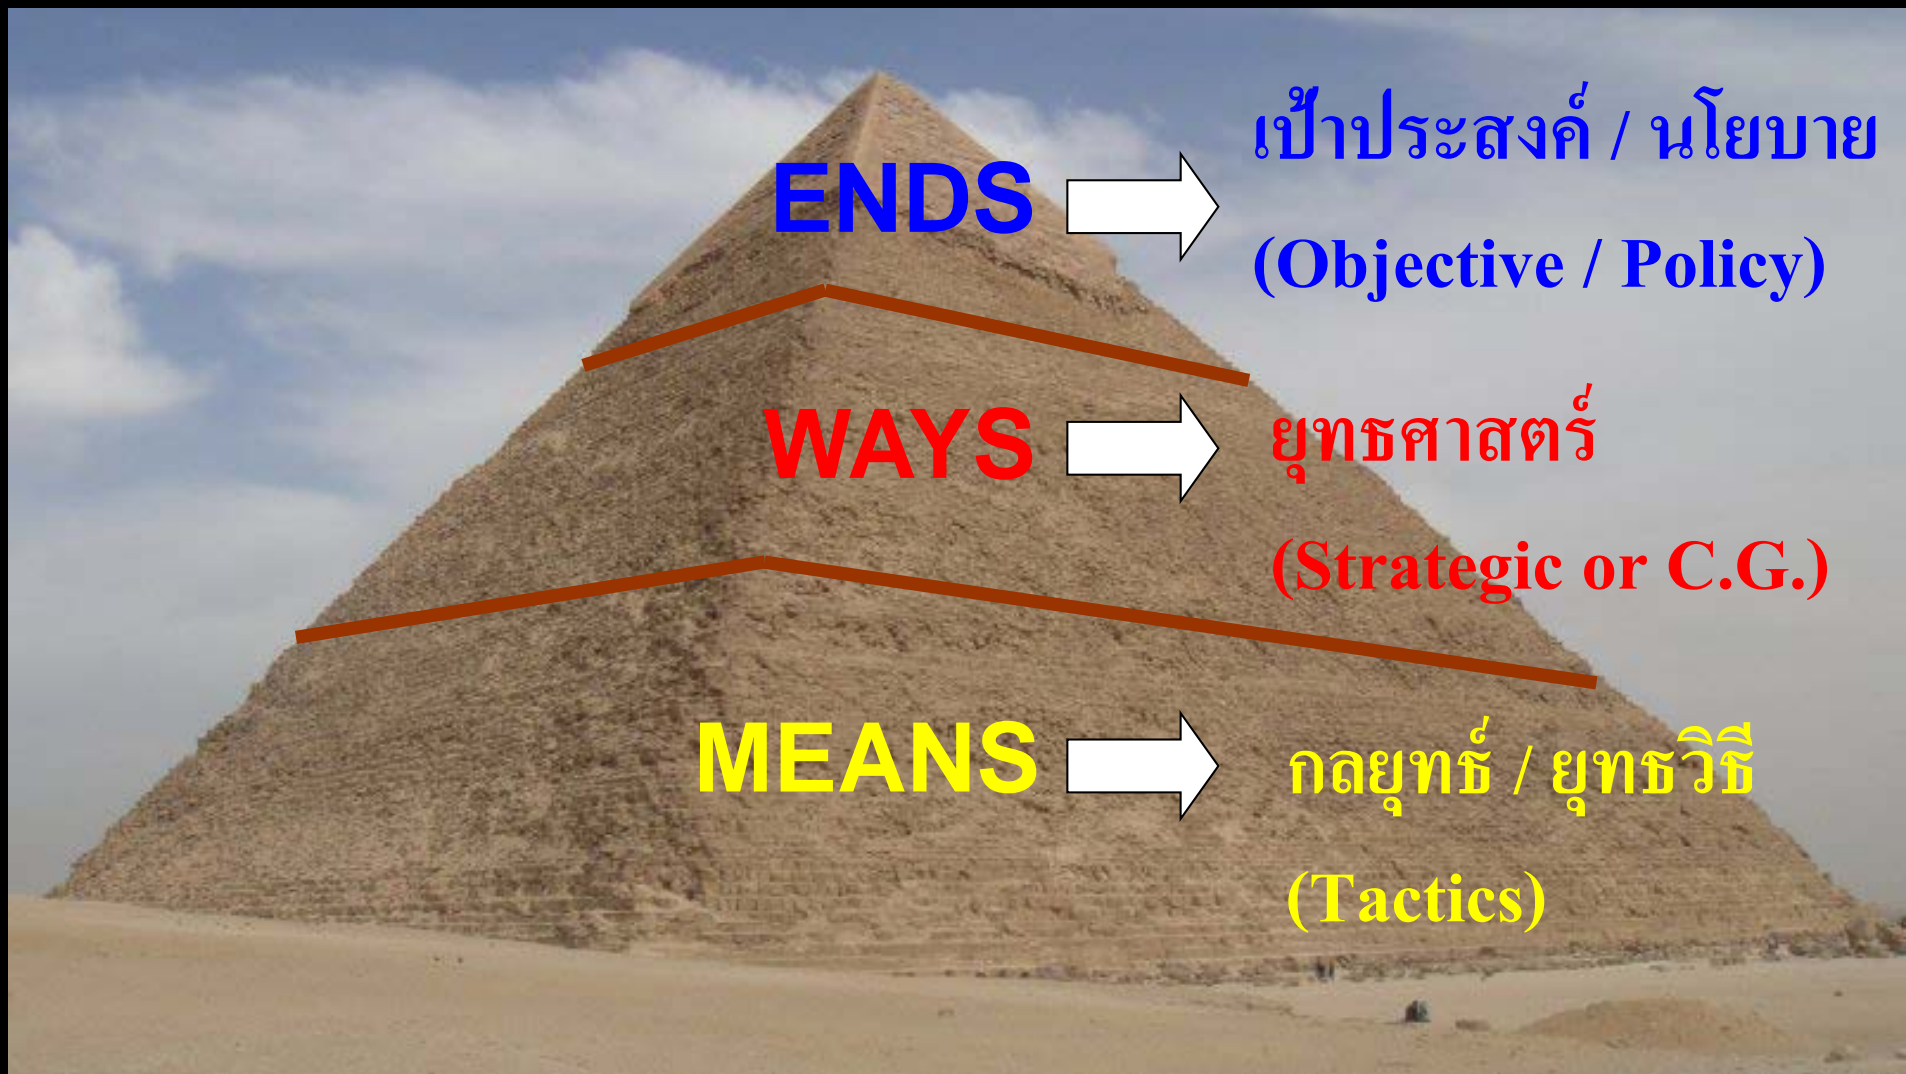 ENDS
เป้าประสงค์ / นโยบาย
(Objective / Policy)
WAYS
ยุทธศาสตร์
(Strategic or C.G.)
MEANS
กลยุทธ์ / ยุทธวิธี
(Tactics)